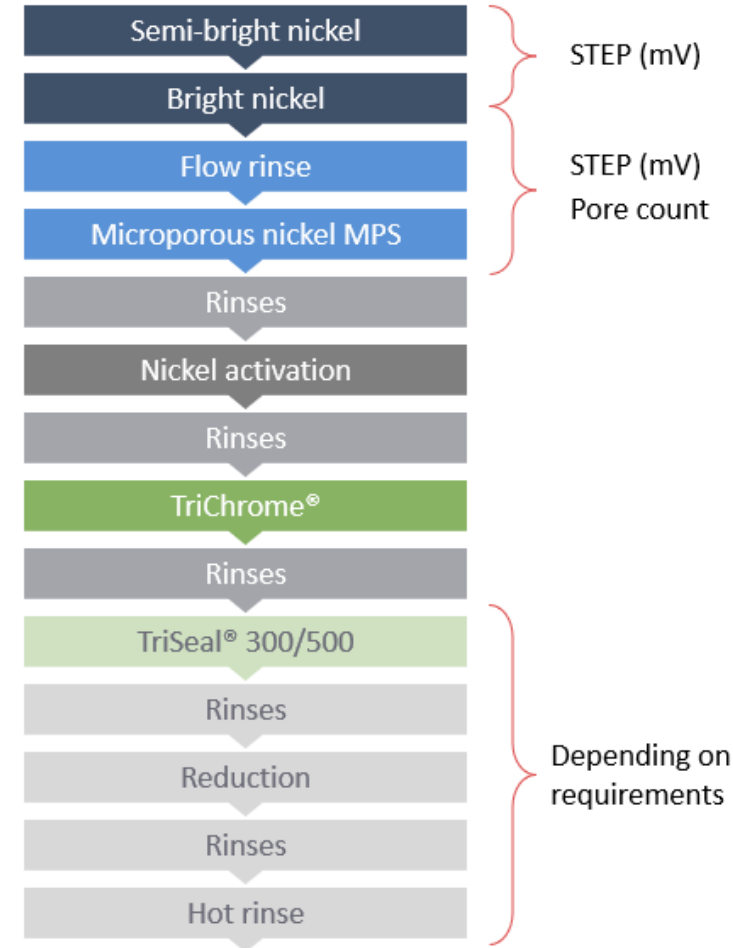 Semi-bright nickel
STEP (mV)
Bright nickel
Flow rinse
STEP (mV)
Pore count
Microporous nickel MPS
Rinses
Nickel activation
Rinses
TriChrome®
Rinses
TriSeal® 300/500
Rinses
Reduction
Depending on
requirements
Rinses
Hot rinse